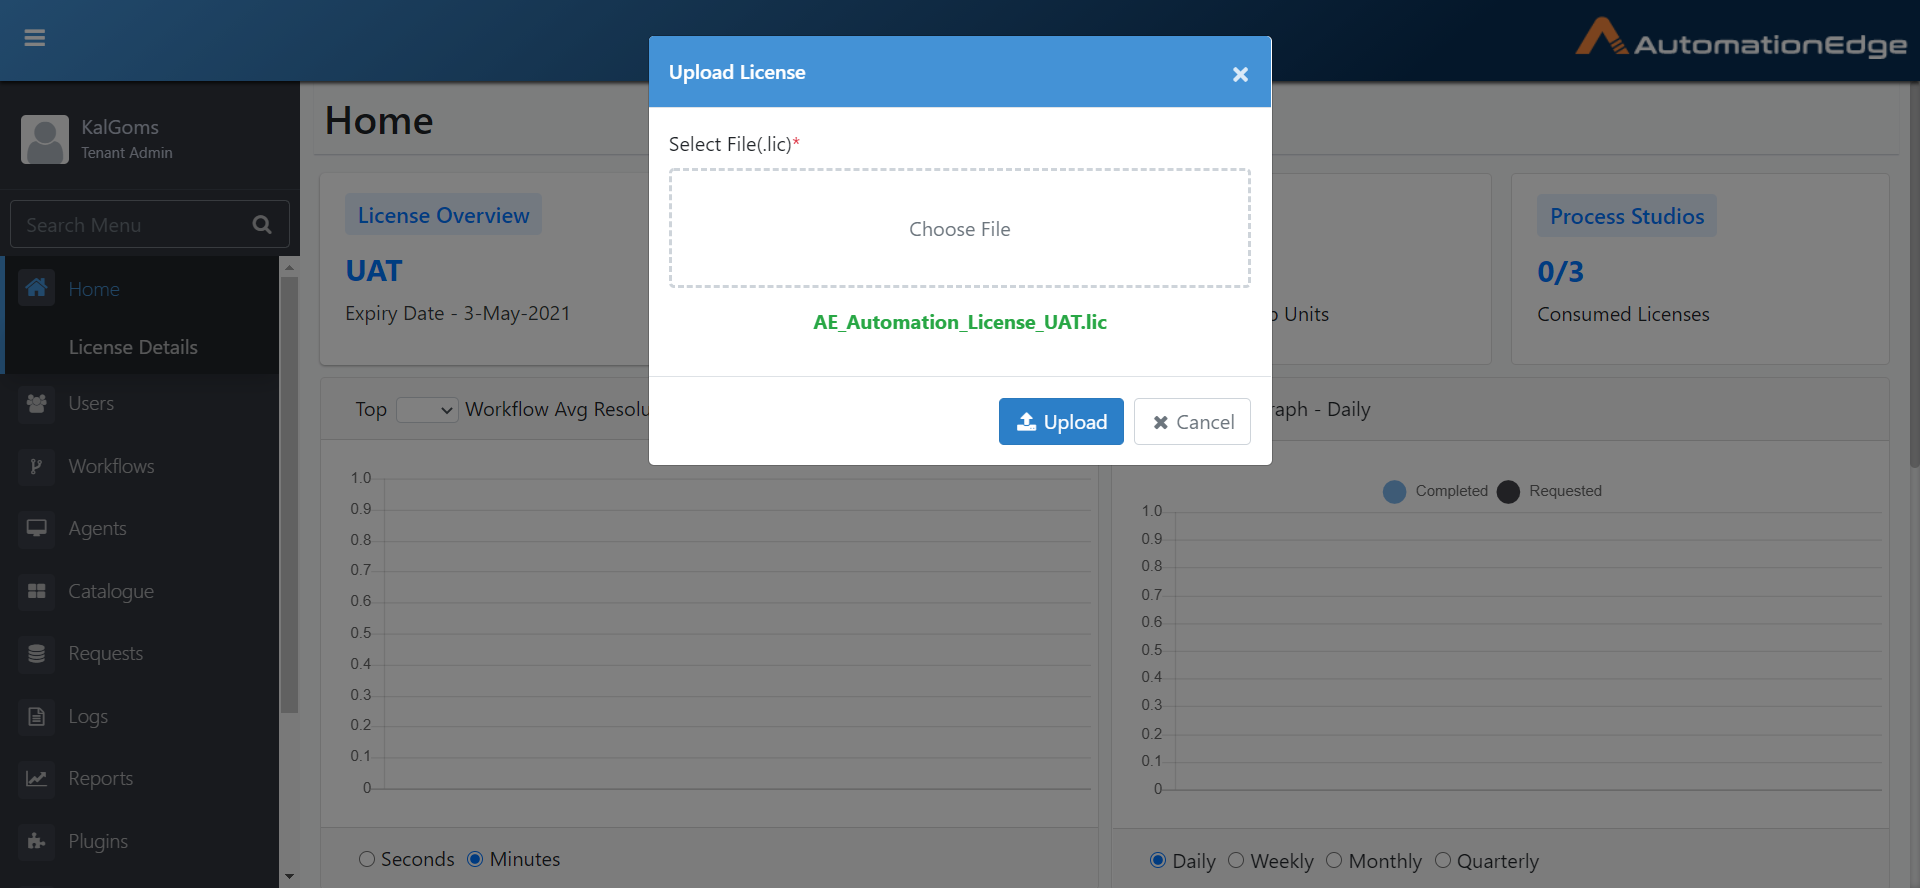 AutomationEdge
KalGoms
Tenant Admin
Search Menu
Home
License Details
Users
Workflows
Agents
Catalogue
Requests
Logs
Reports
Plugins
Home
License Overview
UAT
Expiry Date - 3-May-2021
Upload License
Select File(.lic)*
Choose File
AE_Automation_License_UAT.lic
Upload
Cancel
Units
Process Studios
0/3
Consumed Licenses
Top Workflow Avg
1.0
0.9
0.8
0.7
0.6
0.5
0.4
0.3
0.2
0.1
0
Seconds Minutes
- Daily
Completed Requested
1.0
0.9
0.8
0.7
0.6
0.5
0.4
0.3
0.2
0.1
0
Daily Weekly Monthly Quarterly